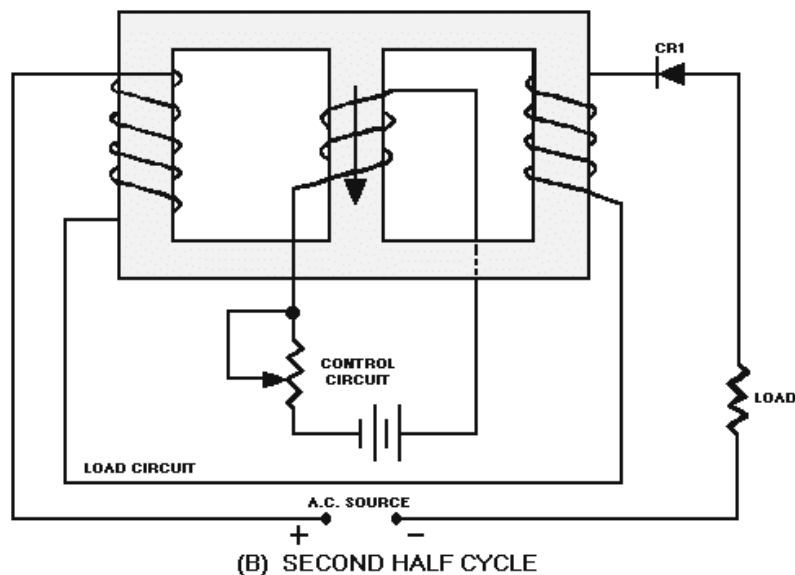 CR1
CONTROL
CIRCUIT
LOAD
LOAD CIRCUIT
A.C. SOURCE
+ −
(B) SECOND HALF CYCLE